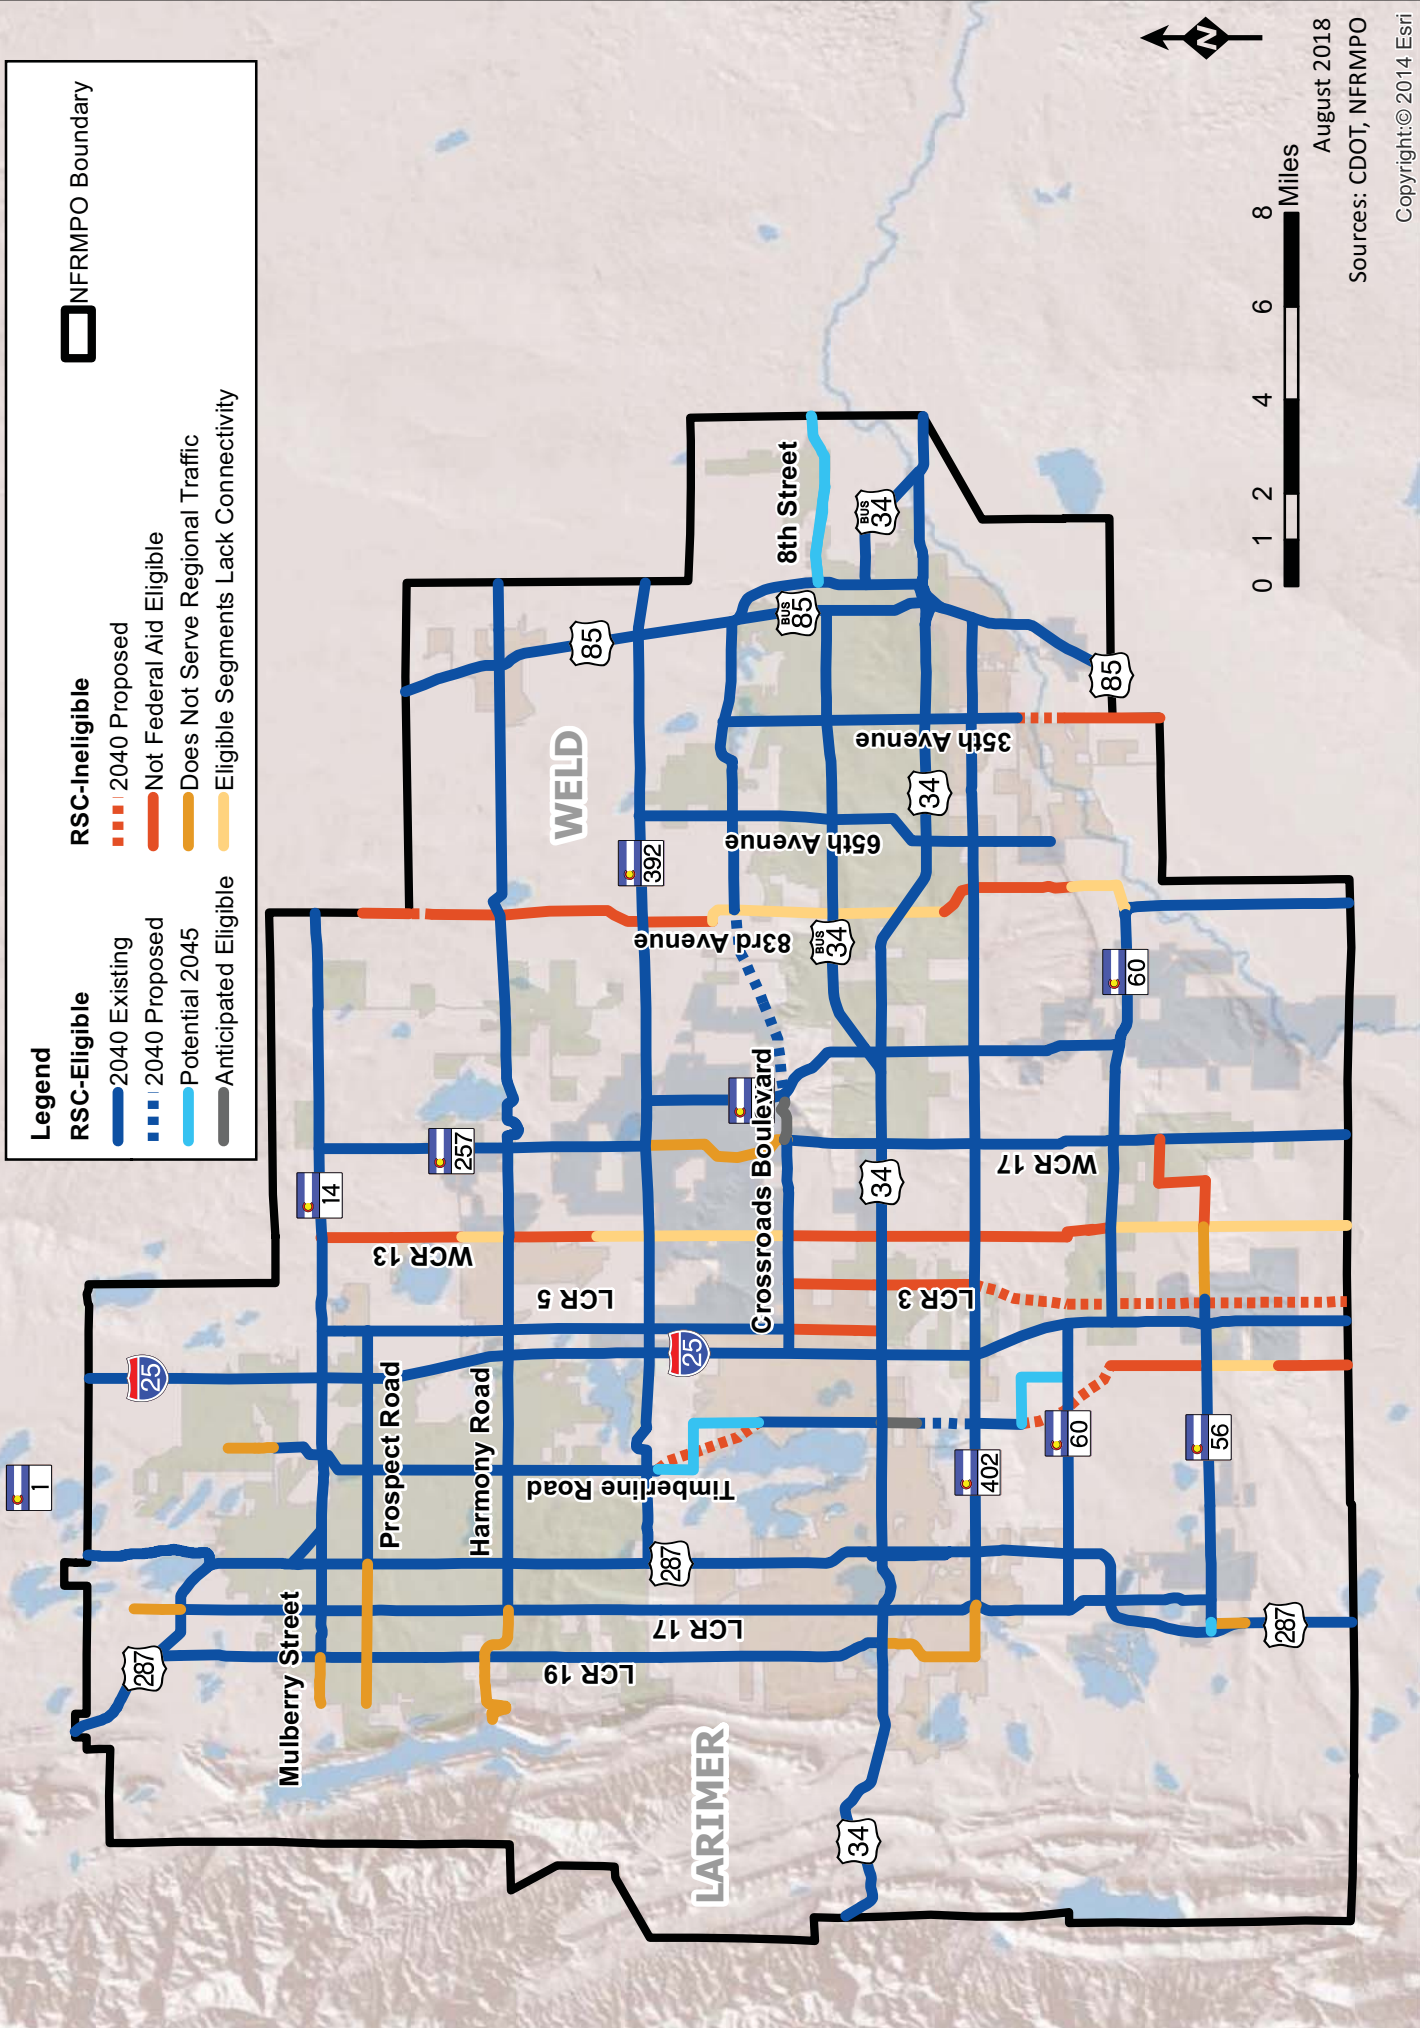 Legend
RSC-Eligible
2040 Existing
2040 Proposed
Potential 2045
Anticipated Eligible
RSC-Ineligible
2040 Proposed
Not Federal Aid Eligible
Does Not Serve Regional Traffic
Eligible Segments Lack Connectivity
NFRMPO Boundary
1
287
25
14
257
Mulberry Street
Prospect Road
Harmony Road
WCR 13
LCR 5
LCR 17
LCR 19
Timberline Road
287
25
392
85
WELD
83rd Avenue
65th Avenue
35th Avenue
Crossroads Boulevard
8th Street
BUS
85
BUS
34
BUS
34
34
34
34
LARIMER
LCR 3
WCR 17
402
60
60
56
287
85
N
0 1 2 4 6 8
Miles
August 2018
Sources: CDOT, NFRMPO
Copyright:© 2014 Esri